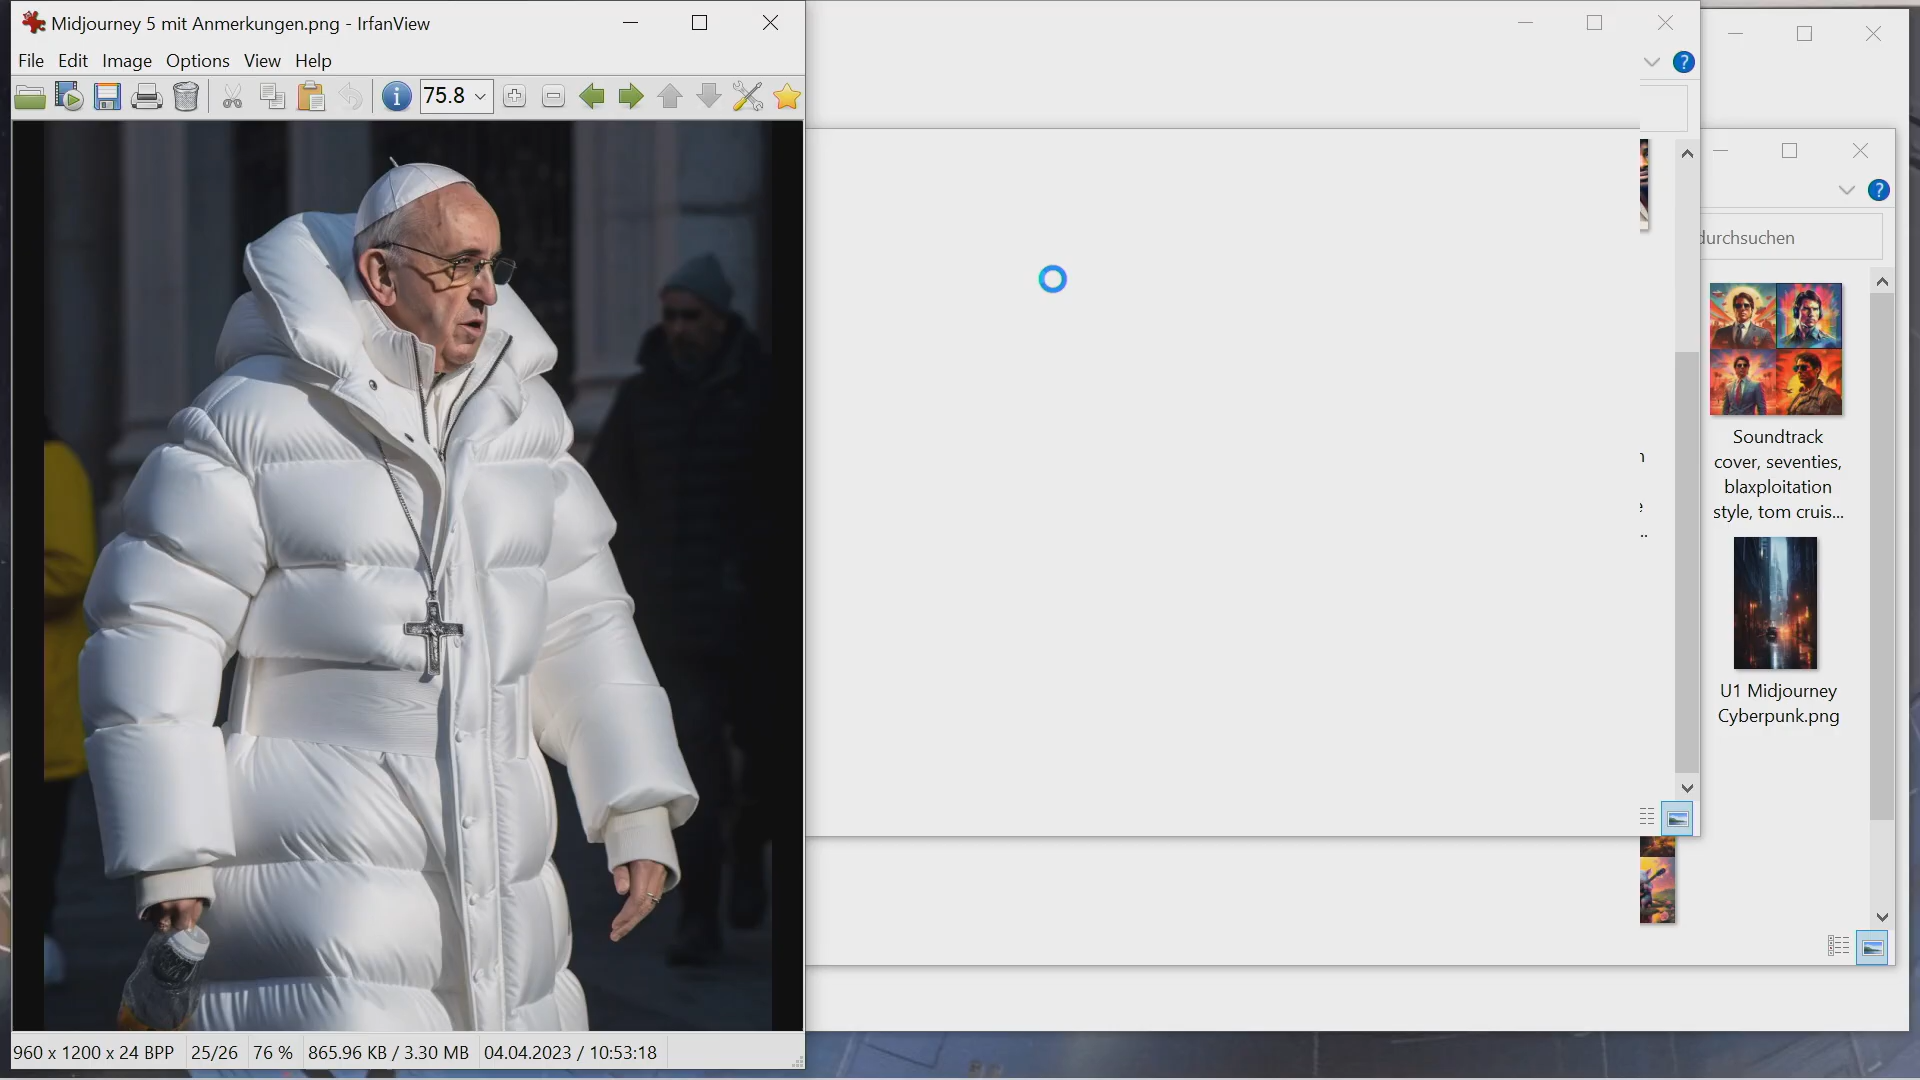 Midjourney 5 mit Anmerkungen.png - IrfanView
File Edit Image Options View Help
75.8
durchsuchen
Soundtrack
cover, seventies,
blaxploitation
style, tom cruis...
U1 Midjourney
Cyberpunk.png
960 x 1200 x 24 BPP 25/26 76 % 865.96 KB / 3.30 MB 04.04.2023 / 10:53:18